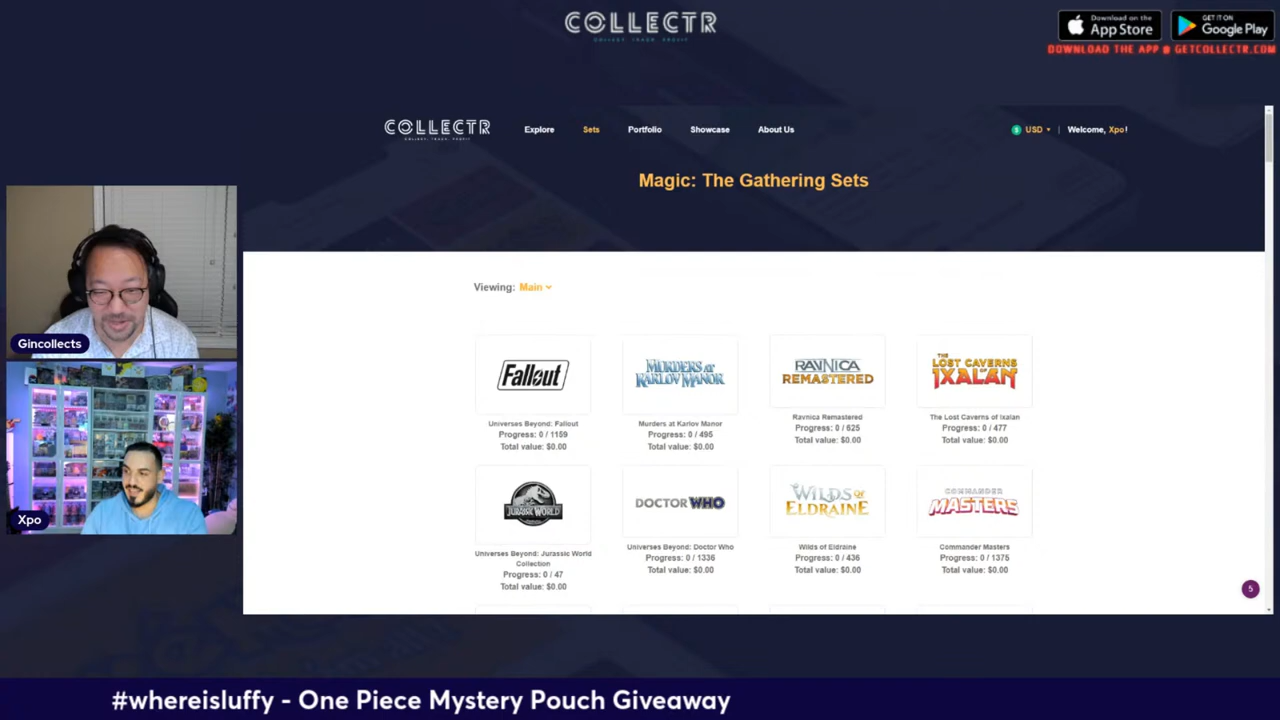 COLLECTR
COLLECT. TRADE. PROFIT
Download on the
App Store
GET IT ON
Google Play
DOWNLOAD THE APP @ GETCOLLECTR.COM
COLLECTR
COLLECT. TRADE. PROFIT
Explore
Sets
Portfolio
Showcase
About Us
$ USD
|
Welcome, Xpo!
Magic: The Gathering Sets
Gincollects
Xpo
Viewing: Main
Fallout
Universes Beyond: Fallout
Progress: 0 / 1159
Total value: $0.00
MURDERS AT
KARLOV MANOR
Murders at Karlov Manor
Progress: 0 / 495
Total value: $0.00
RAVNICA
REMASTERED
Ravnica Remastered
Progress: 0 / 625
Total value: $0.00
THE
LOST CAVERNS
OF
IXALAN
The Lost Caverns of Ixalan
Progress: 0 / 477
Total value: $0.00
JURASSIC WORLD
Universes Beyond: Jurassic World
Collection
Progress: 0 / 47
Total value: $0.00
DOCTOR WHO
Universes Beyond: Doctor Who
Progress: 0 / 1336
Total value: $0.00
WILDS OF
ELDRAINE
Wilds of Eldraine
Progress: 0 / 436
Total value: $0.00
COMMANDER
MASTERS
Commander Masters
Progress: 0 / 1375
Total value: $0.00
5
#whereisluffy - One Piece Mystery Pouch Giveaway